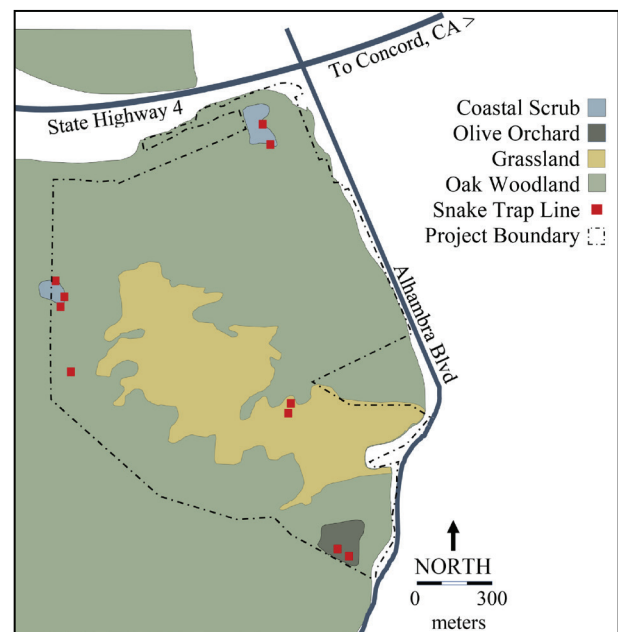 To Concord, CA >
State Highway 4
Coastal Scrub
Olive Orchard
Grassland
Oak Woodland
Snake Trap Line
Project Boundary
Alhambra Blvd
NORTH
0 300
meters